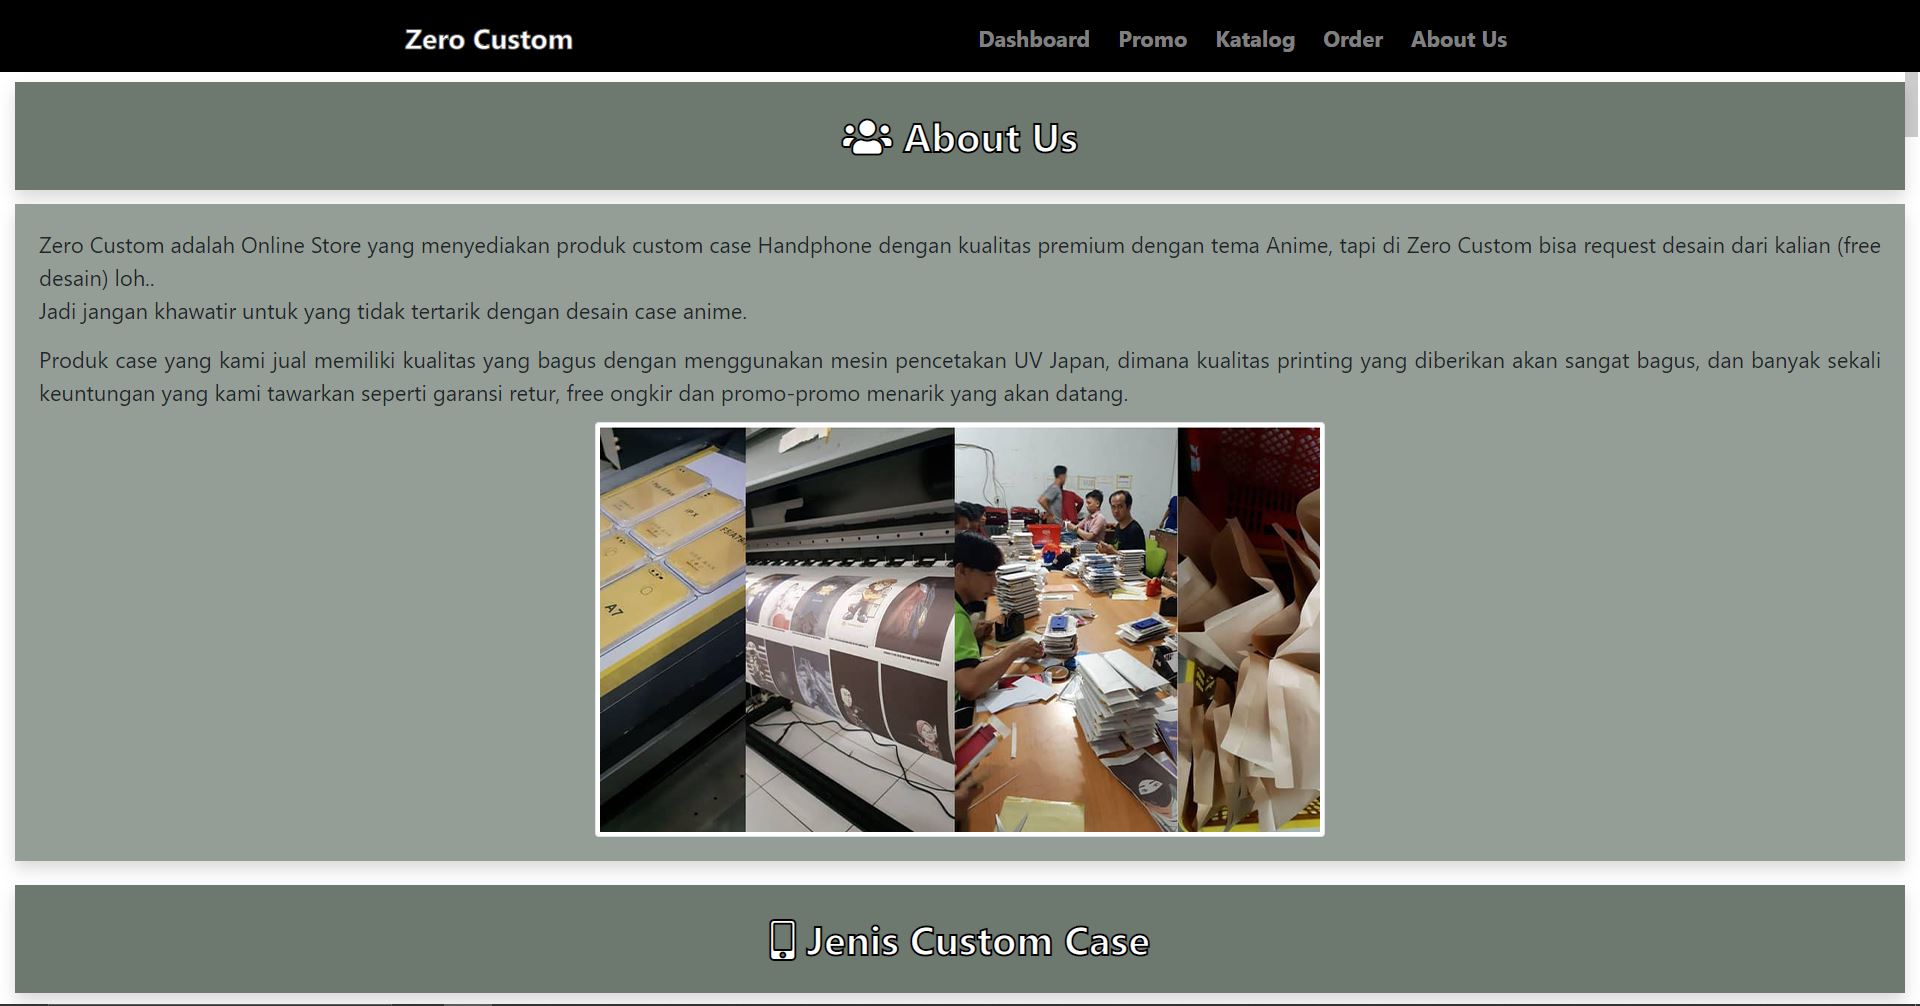 Zero Custom
Dashboard Promo Katalog Order About Us
About Us
Zero Custom adalah Online Store yang menyediakan produk custom case Handphone dengan kualitas premium dengan tema Anime, tapi di Zero Custom bisa request desain dari kalian (free
desain) loh..
Jadi jangan khawatir untuk yang tidak tertarik dengan desain case anime.
Produk case yang kami jual memiliki kualitas yang bagus dengan menggunakan mesin pencetakan UV Japan, dimana kualitas printing yang diberikan akan sangat bagus, dan banyak sekali
keuntungan yang kami tawarkan seperti garansi retur, free ongkir dan promo-promo menarik yang akan datang.
IPX
A7
Jenis Custom Case